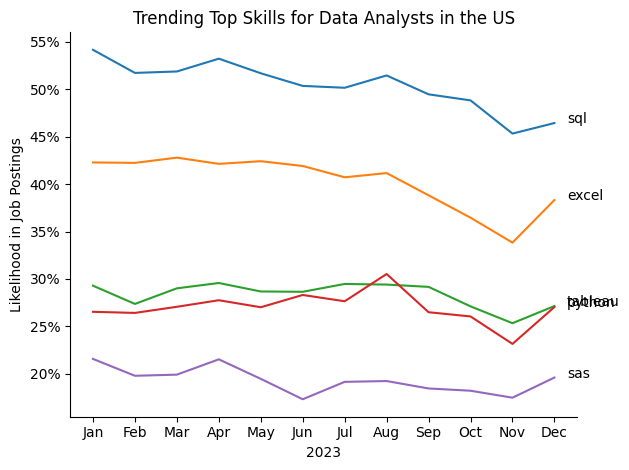 Trending Top Skills for Data Analysts in the US
55%
50%
45%
40%
35%
30%
25%
20%
Likelihood in Job Postings
sql
excel
tableau
python
sas
Jan Feb Mar Apr May Jun Jul Aug Sep Oct Nov Dec
2023